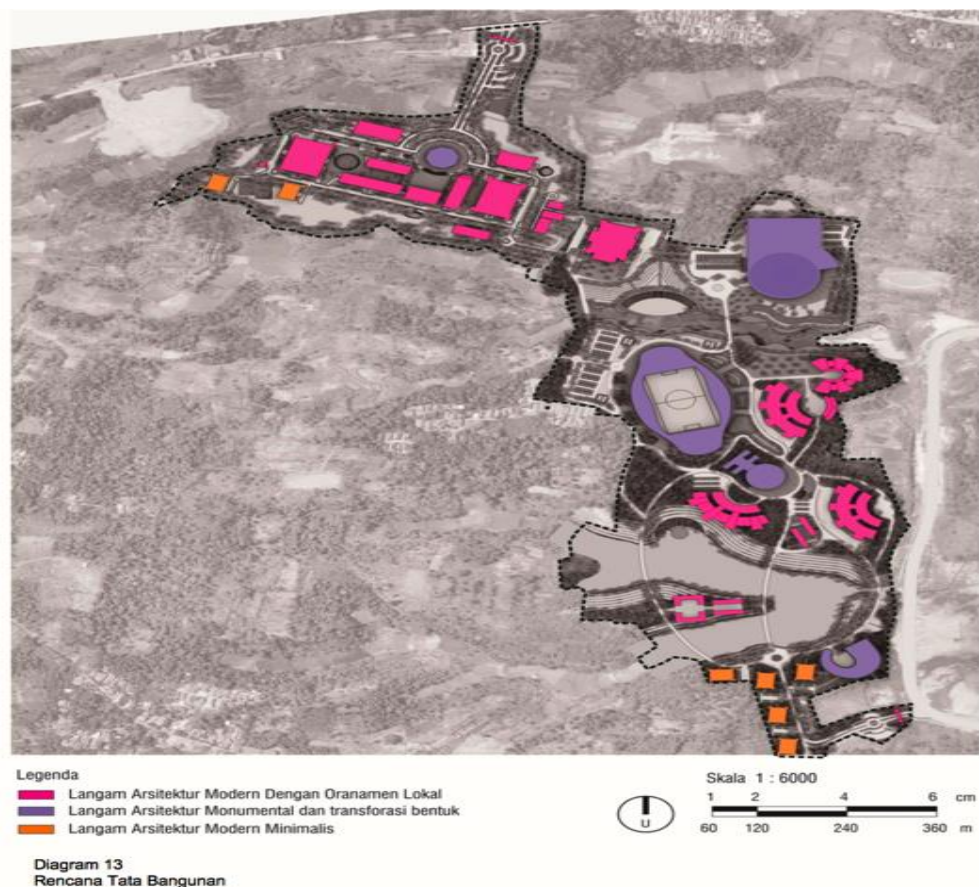 Legenda
Langam Arsitektur Modern Dengan Oranamen Lokal
Langam Arsitektur Monumental dan transforasi bentuk
Langam Arsitektur Modern Minimalis
U
Skala 1 : 6000
1 2 4 6 cm
60 120 240 360 m
Diagram 13
Rencana Tata Bangunan